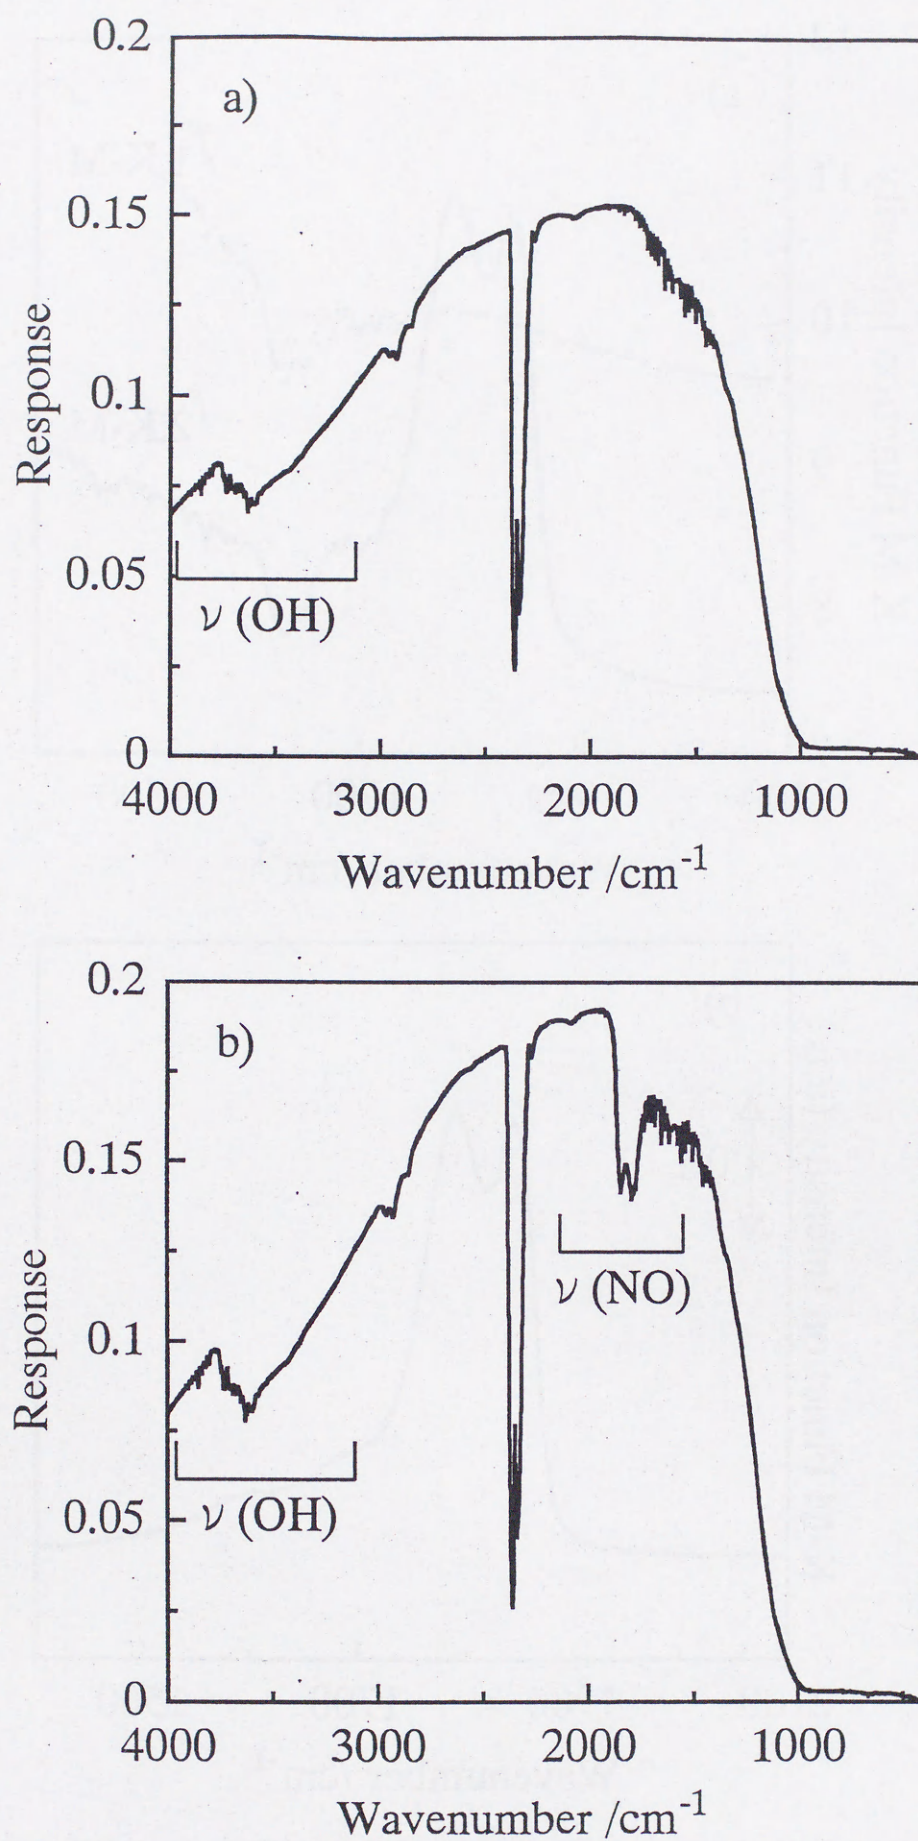 0.2
a)
0.15
0.1
0.05
0
Response
ν (OH)
4000 3000 2000 1000
Wavenumber /cm⁻¹
0.2
b)
0.15
0.1
0.05
0
Response
ν (NO)
ν (OH)
4000 3000 2000 1000
Wavenumber /cm⁻¹